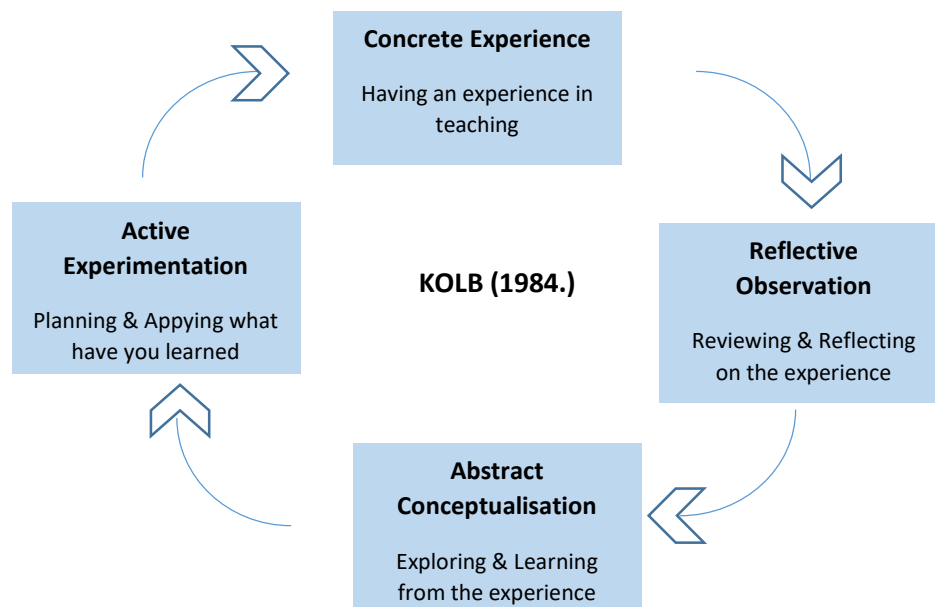 Concrete Experience
Having an experience in
teaching
Active
Experimentation
Planning & Appying what
have you learned
KOLB (1984.)
Reflective
Observation
Reviewing & Reflecting
on the experience
Abstract
Conceptualisation
Exploring & Learning
from the experience